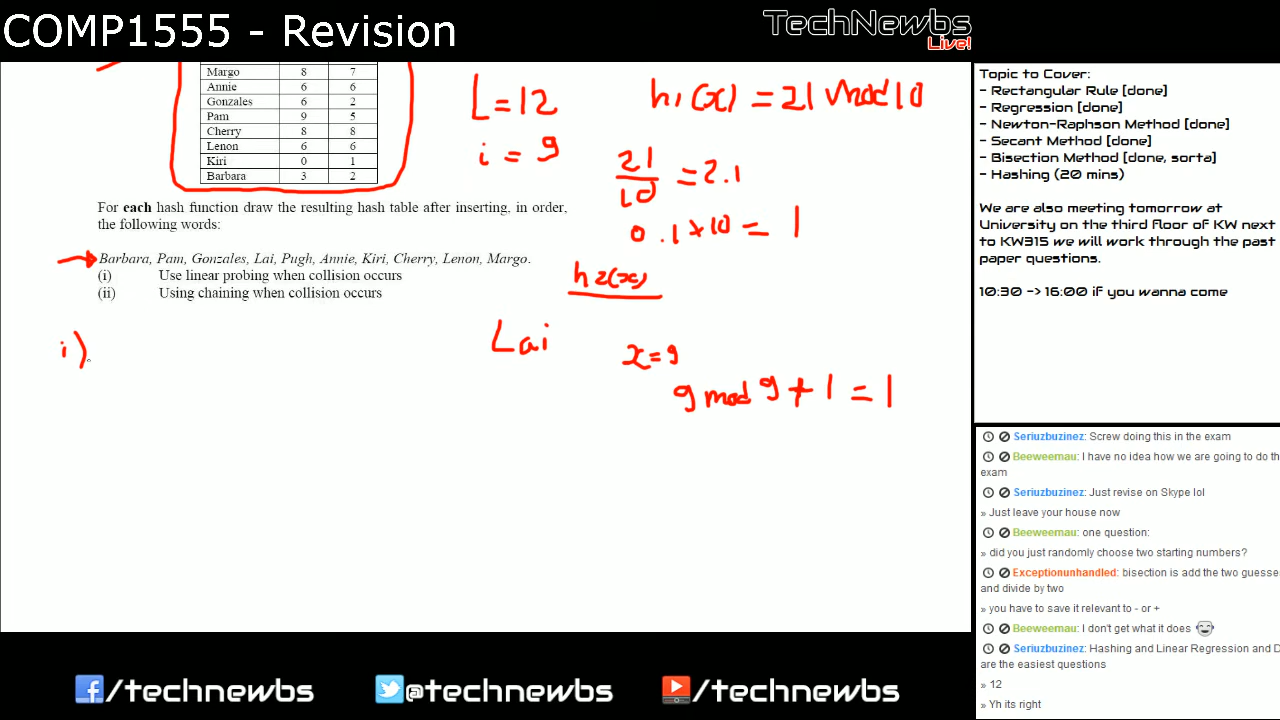 COMP1555 - Revision
TechNewbs
Live!
Margo 8 7
Annie 6 6
Gonzales 6 2
Pam 9 5
Cherry 8 8
Lenon 6 6
Kiri 0 1
Barbara 3 2
For each hash function draw the resulting hash table after inserting, in order,
the following words:
Barbara, Pam, Gonzales, Lai, Pugh, Annie, Kiri, Cherry, Lenon, Margo.
(i) Use linear probing when collision occurs
(ii) Using chaining when collision occurs
i)
L = 12
i = 9
h1(x) = 21 mod 10
21
10
= 2.1
0.1 * 10 = 1
h2(x)
Lai
x = 9
9 mod 9 + 1 = 1
Topic to Cover:
- Rectangular Rule [done]
- Regression [done]
- Newton-Raphson Method [done]
- Secant Method [done]
- Bisection Method [done, sorta]
- Hashing (20 mins)
We are also meeting tomorrow at
University on the third floor of KW next
to KW315 we will work through the past
paper questions.
10:30 -> 16:00 if you wanna come
Seriuzbuzinez: Screw doing this in the exam
Beeweemau: I have no idea how we are going to do th
exam
Seriuzbuzinez: Just revise on Skype lol
» Just leave your house now
Beeweemau: one question:
» did you just randomly choose two starting numbers?
Exceptionunhandled: bisection is add the two guesses
and divide by two
» you have to save it relevant to - or +
Beeweemau: I don't get what it does
Seriuzbuzinez: Hashing and Linear Regression and D
are the easiest questions
» 12
» Yh its right
/technewbs
@technewbs
/technewbs